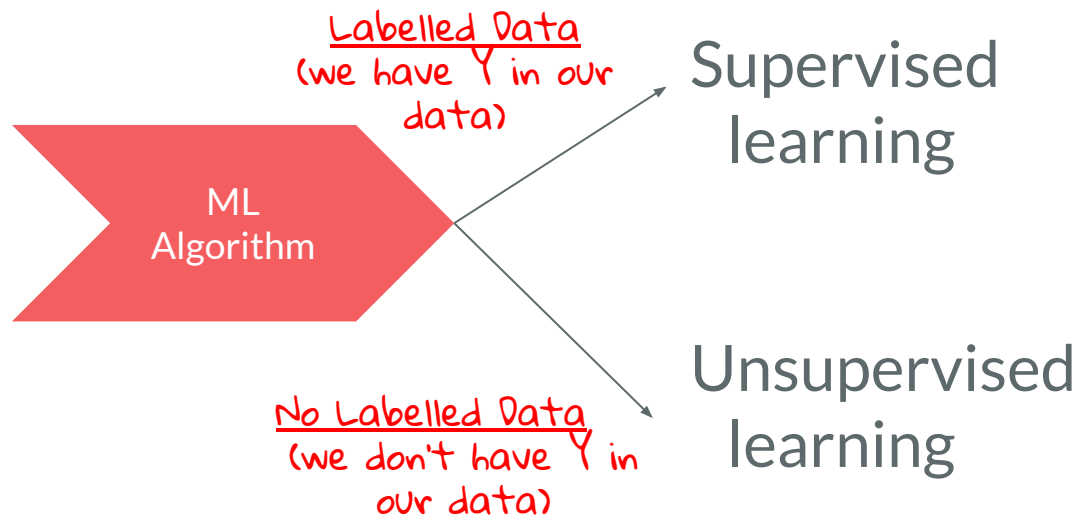 Labelled Data
(we have Y in our
data)
Supervised
learning
ML
Algorithm
Unsupervised
learning
No Labelled Data
(we don't have Y in
our data)